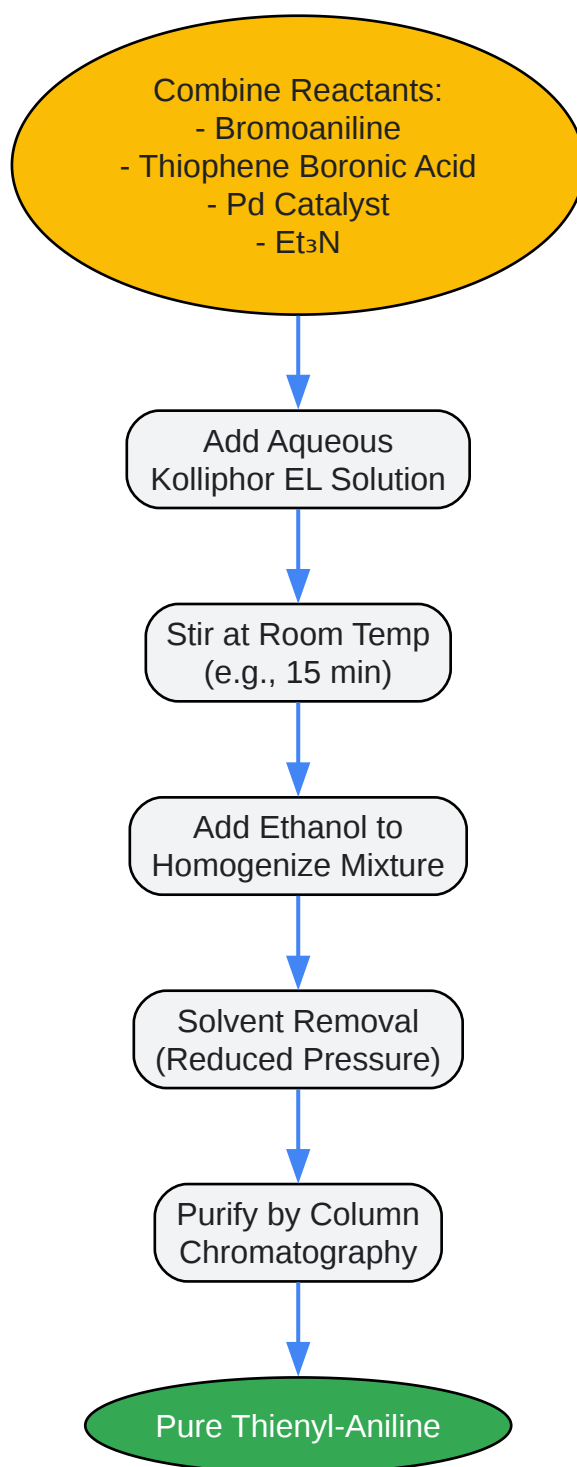 Combine Reactants:
- Bromoaniline
- Thiophene Boronic Acid
- Pd Catalyst
- Et₃N
Add Aqueous
Kolliphor EL Solution
Stir at Room Temp
(e.g., 15 min)
Add Ethanol to
Homogenize Mixture
Solvent Removal
(Reduced Pressure)
Purify by Column
Chromatography
Pure Thienyl-Aniline